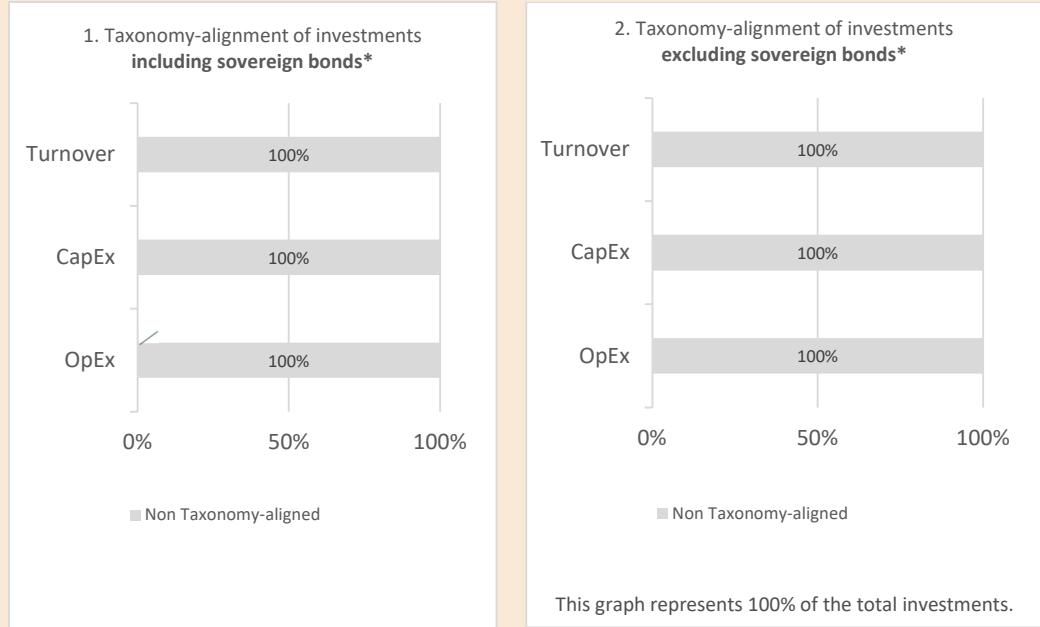 1. Taxonomy-alignment of investments
including sovereign bonds*
Turnover
100%
CapEx
100%
OpEx
100%
0% 50% 100%
Non Taxonomy-aligned
2. Taxonomy-alignment of investments
excluding sovereign bonds*
Turnover
100%
CapEx
100%
OpEx
100%
0% 50% 100%
Non Taxonomy-aligned
This graph represents 100% of the total investments.